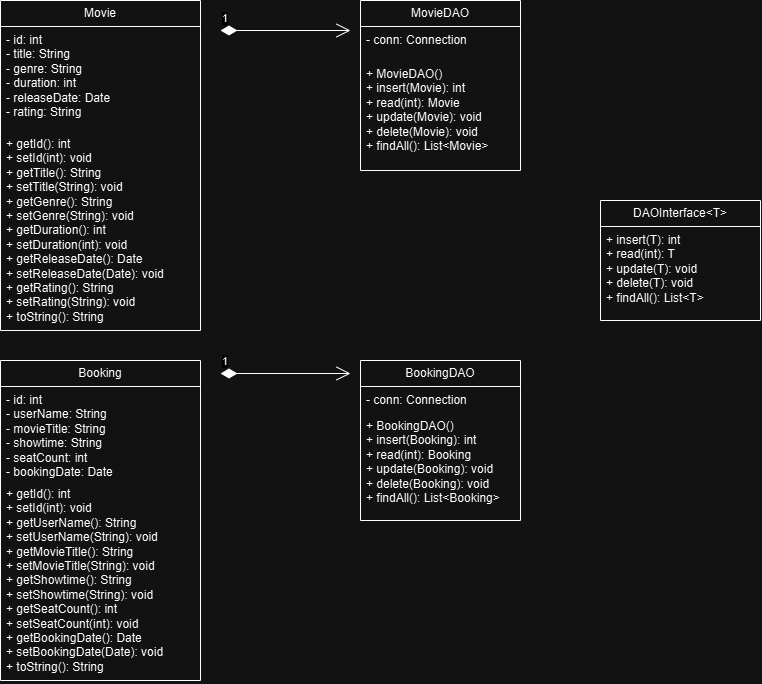 Movie
- id: int
- title: String
- genre: String
- duration: int
- releaseDate: Date
- rating: String
+ getId(): int
+ setId(int): void
+ getTitle(): String
+ setTitle(String): void
+ getGenre(): String
+ setGenre(String): void
+ getDuration(): int
+ setDuration(int): void
+ getReleaseDate(): Date
+ setReleaseDate(Date): void
+ getRating(): String
+ setRating(String): void
+ toString(): String
1
MovieDAO
- conn: Connection
+ MovieDAO()
+ insert(Movie): int
+ read(int): Movie
+ update(Movie): void
+ delete(Movie): void
+ findAll(): List<Movie>
DAOInterface<T>
+ insert(T): int
+ read(int): T
+ update(T): void
+ delete(T): void
+ findAll(): List<T>
Booking
- id: int
- userName: String
- movieTitle: String
- showtime: String
- seatCount: int
- bookingDate: Date
+ getId(): int
+ setId(int): void
+ getUserName(): String
+ setUserName(String): void
+ getMovieTitle(): String
+ setMovieTitle(String): void
+ getShowtime(): String
+ setShowtime(String): void
+ getSeatCount(): int
+ setSeatCount(int): void
+ getBookingDate(): Date
+ setBookingDate(Date): void
+ toString(): String
1
BookingDAO
- conn: Connection
+ BookingDAO()
+ insert(Booking): int
+ read(int): Booking
+ update(Booking): void
+ delete(Booking): void
+ findAll(): List<Booking>